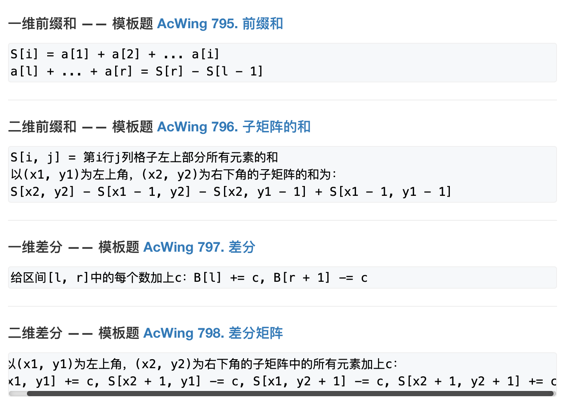 一维前缀和 —— 模板题 AcWing 795. 前缀和
S[i] = a[1] + a[2] + ... a[i]
a[l] + ... + a[r] = S[r] - S[l - 1]
二维前缀和 —— 模板题 AcWing 796. 子矩阵的和
S[i, j] = 第i行j列格子左上部分所有元素的和
以(x1, y1)为左上角，(x2, y2)为右下角的子矩阵的和为：
S[x2, y2] - S[x1 - 1, y2] - S[x2, y1 - 1] + S[x1 - 1, y1 - 1]
一维差分 —— 模板题 AcWing 797. 差分
给区间[l, r]中的每个数加上c：B[l] += c, B[r + 1] -= c
二维差分 —— 模板题 AcWing 798. 差分矩阵
以(x1, y1)为左上角，(x2, y2)为右下角的子矩阵中的所有元素加上c：
x1, y1] += c, S[x2 + 1, y1] -= c, S[x1, y2 + 1] -= c, S[x2 + 1, y2 + 1] += c